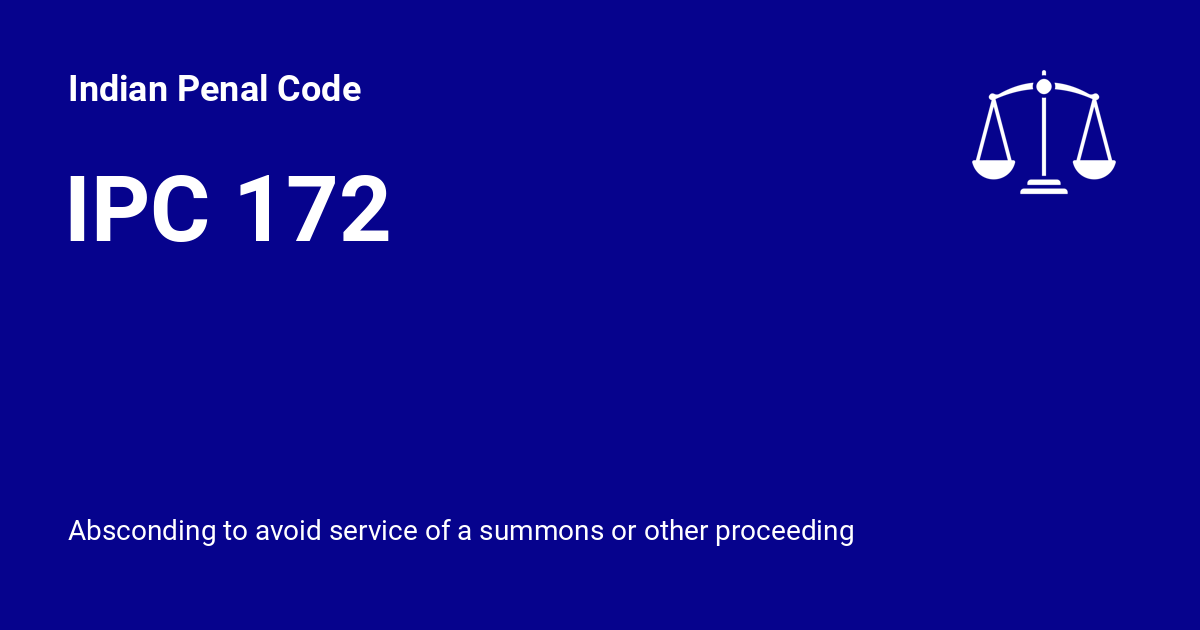 Indian Penal Code
IPC 172
Absconding to avoid service of a summons or other proceeding